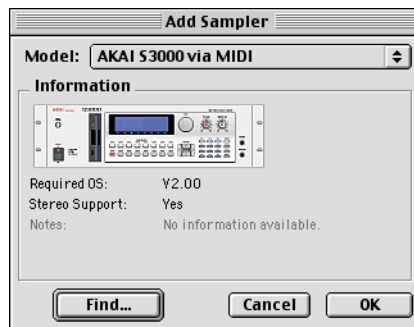 Add Sampler
Model: AKAI S3000 via MIDI
Information
AKAI
Required OS: V2.00
Stereo Support: Yes
Notes: No information available.
Find... Cancel OK